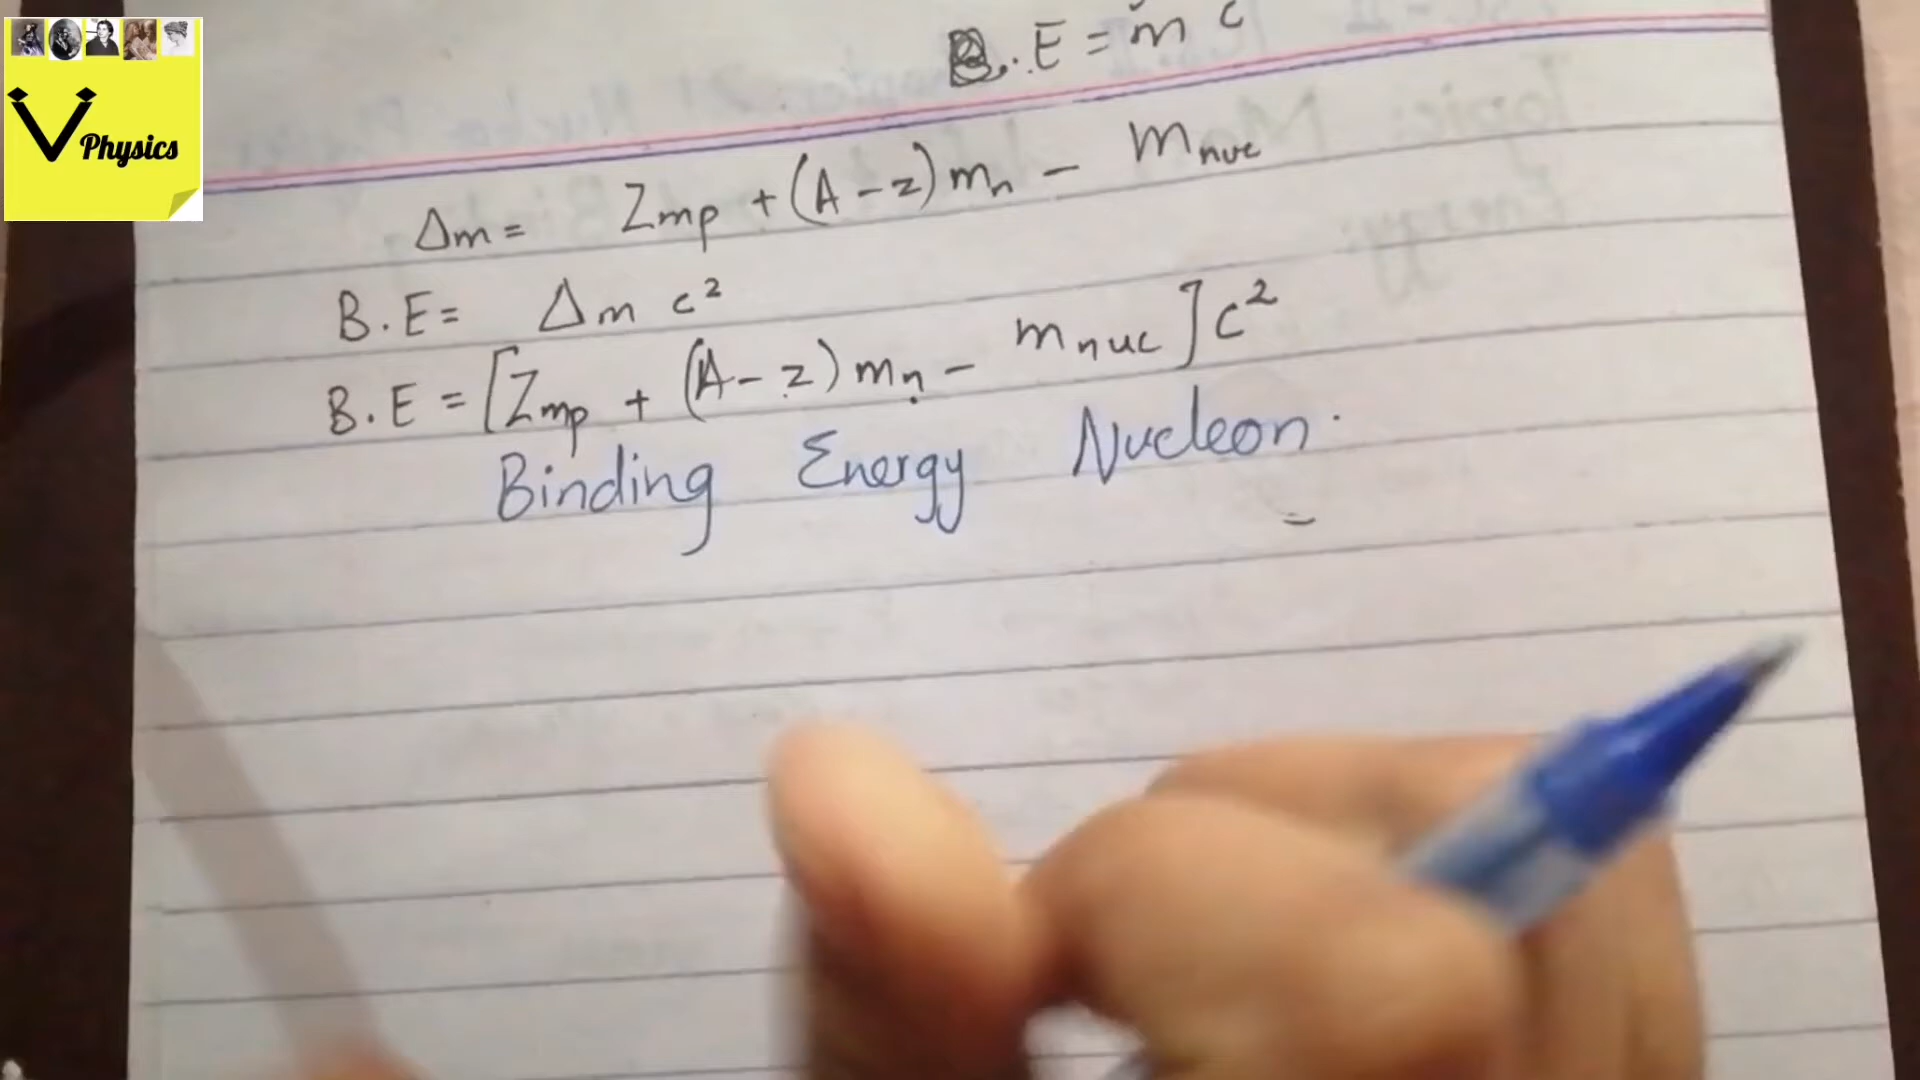 V Physics
. E = m c
Δm = Zmp + (A-z) mn - mnuc
B.E = Δm c²
B.E = [Zmp + (A-z) mn - mnuc] c²
Binding Energy Nucleon.